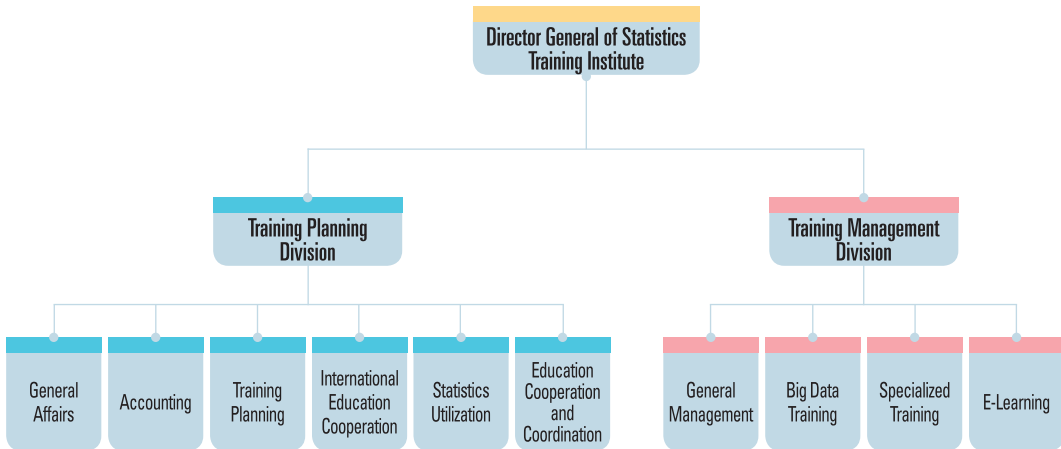 Director General of Statistics
Training Institute
Training Planning
Division
Training Management
Division
General
Affairs
Accounting
Training
Planning
International
Education
Cooperation
Statistics
Utilization
Education
Cooperation
and
Coordination
General
Management
Big Data
Training
Specialized
Training
E-Learning